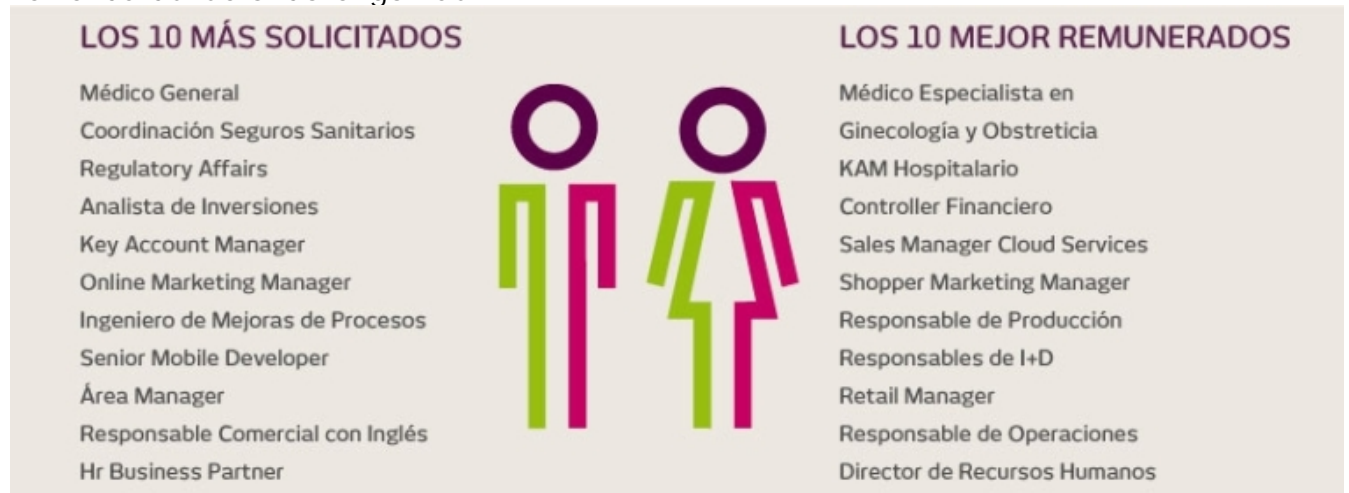 LOS 10 MÁS SOLICITADOS
Médico General
Coordinación Seguros Sanitarios
Regulatory Affairs
Analista de Inversiones
Key Account Manager
Online Marketing Manager
Ingeniero de Mejoras de Procesos
Senior Mobile Developer
Área Manager
Responsable Comercial con Inglés
Hr Business Partner
LOS 10 MEJOR REMUNERADOS
Médico Especialista en
Ginecología y Obstreticia
KAM Hospitalario
Controller Financiero
Sales Manager Cloud Services
Shopper Marketing Manager
Responsable de Producción
Responsables de I+D
Retail Manager
Responsable de Operaciones
Director de Recursos Humanos